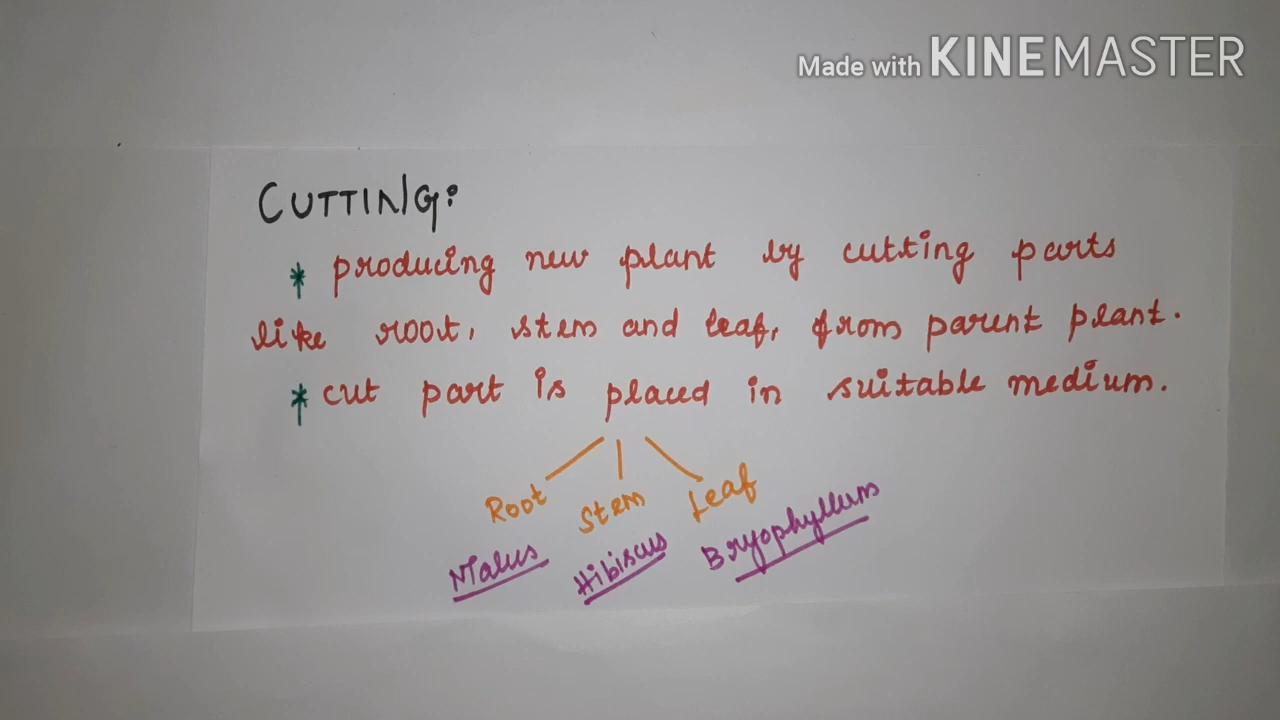 Made with KINEMASTER
CUTTING:
* producing new plant by cutting parts
like root, stem and leaf, from parent plant.
* cut part is placed in suitable medium.
Root Stem Leaf
Malus Hibiscus Bryophyllum